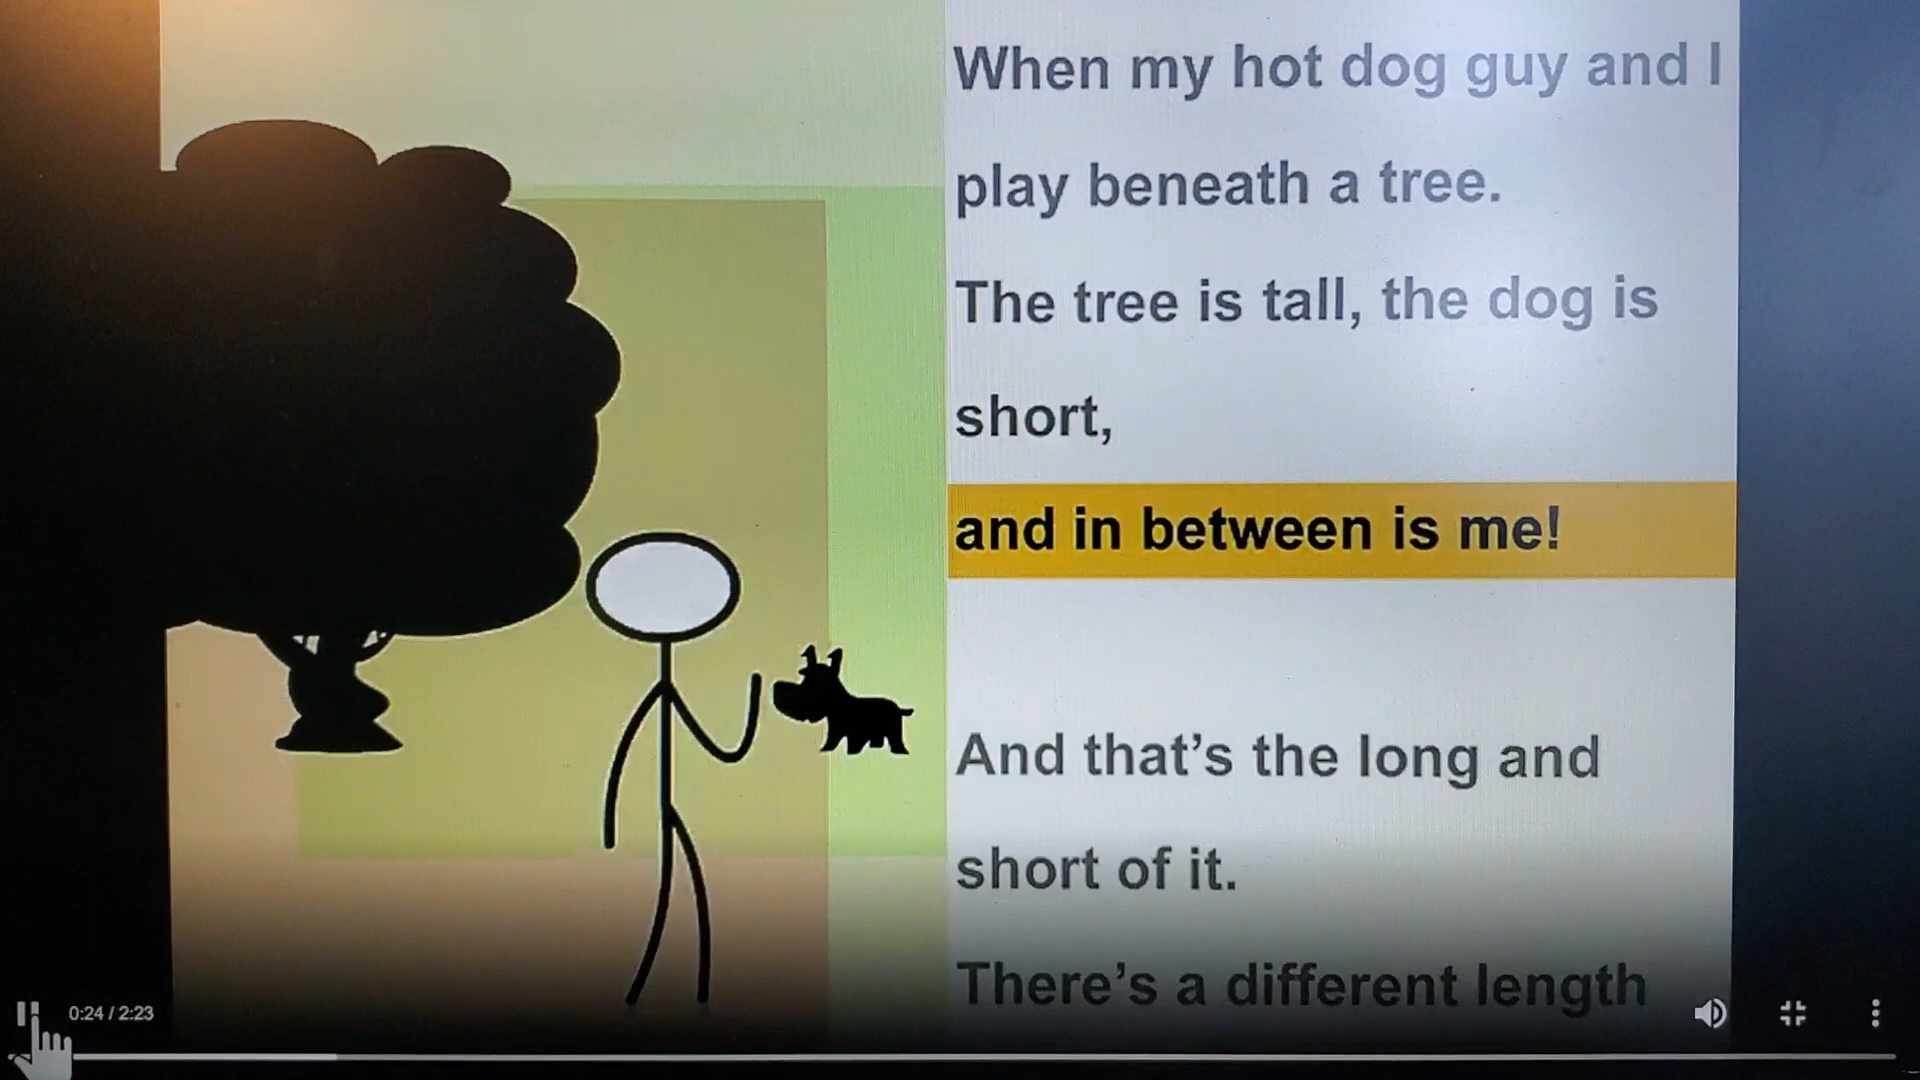 When my hot dog guy and I
play beneath a tree.
The tree is tall, the dog is
short,
and in between is me!
And that’s the long and
short of it.
There’s a different length
0:24 / 2:23